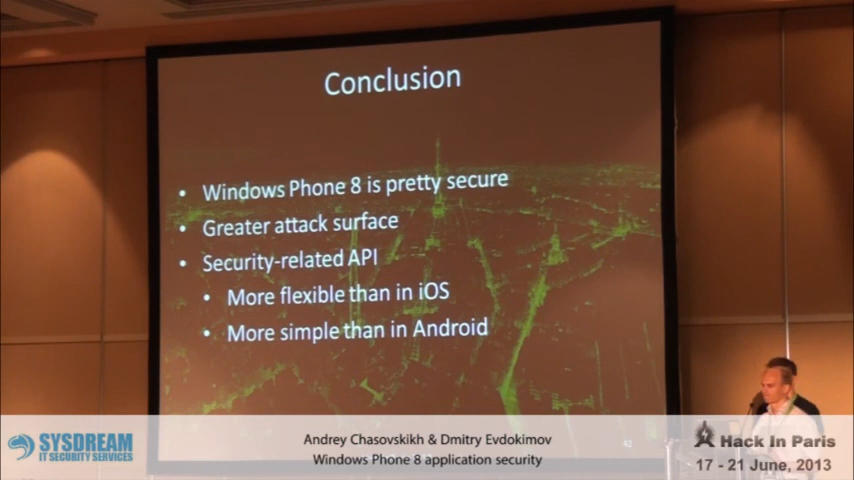 Conclusion
• Windows Phone 8 is pretty secure
• Greater attack surface
• Security-related API
• More flexible than in iOS
• More simple than in Android
42
SYSDREAM
IT SECURITY SERVICES
Andrey Chasovskikh & Dmitry Evdokimov
Windows Phone 8 application security
Hack In Paris
17 - 21 June, 2013